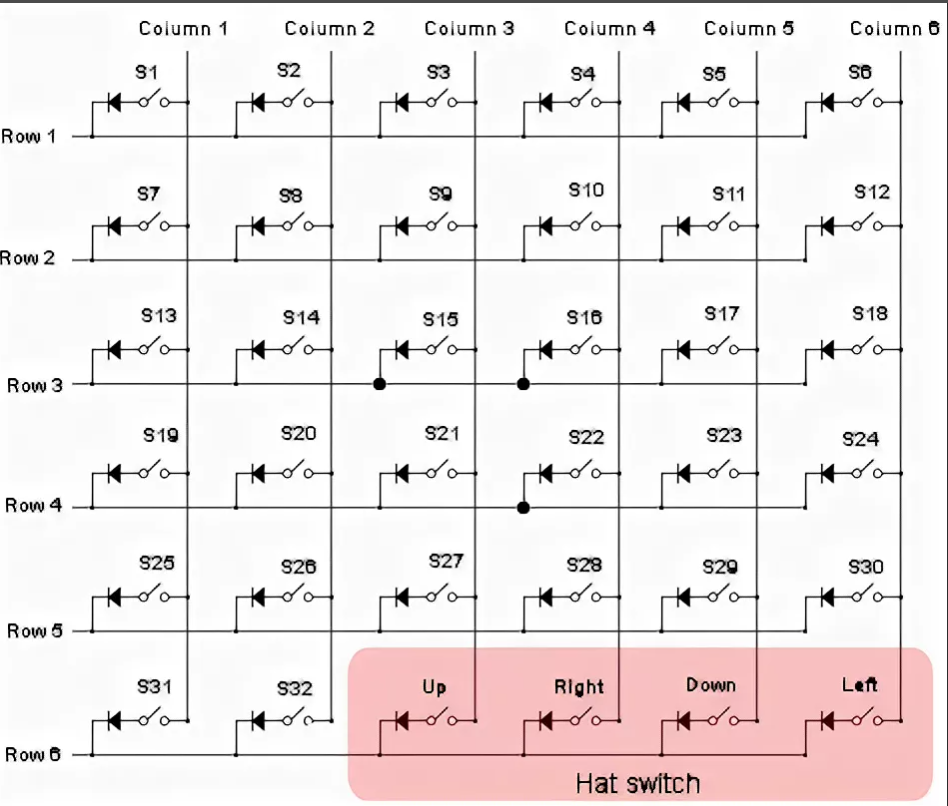 Column 1 Column 2 Column 3 Column 4 Column 5 Column 6
S1 S2 S3 S4 S5 S6
Row 1
S7 S8 S9 S10 S11 S12
Row 2
S13 S14 S15 S16 S17 S18
Row 3
S19 S20 S21 S22 S23 S24
Row 4
S25 S26 S27 S28 S29 S30
Row 5
S31 S32 Up Right Down Left
Row 6
Hat switch